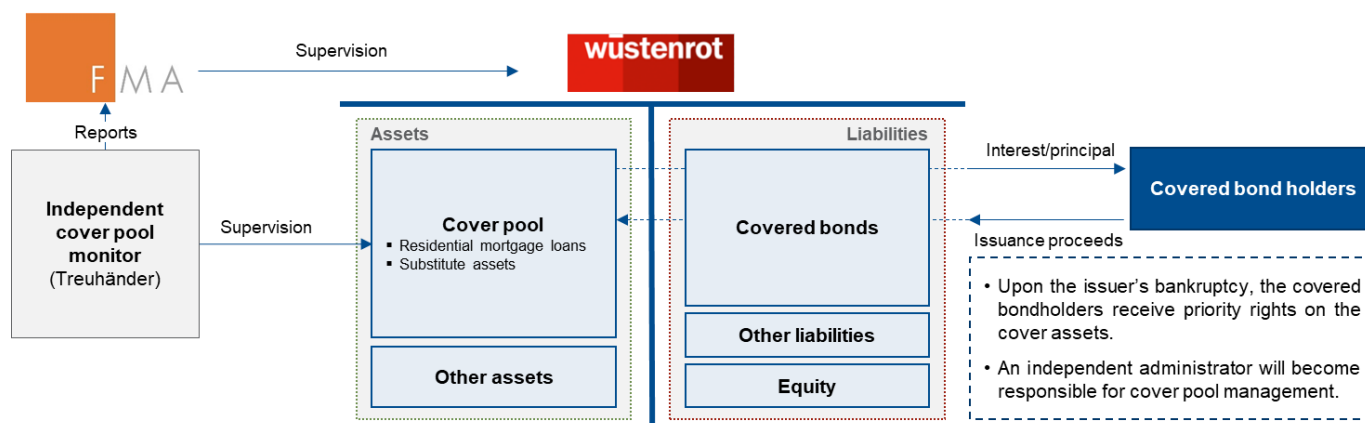 FMA
Supervision
wüstenrot
Reports
Independent
cover pool
monitor
(Treuhänder)
Supervision
Assets
Cover pool
▪ Residential mortgage loans
▪ Substitute assets
Other assets
Liabilities
Covered bonds
Other liabilities
Equity
Interest/principal
Covered bond holders
Issuance proceeds
• Upon the issuer's bankruptcy, the covered
bondholders receive priority rights on the
cover assets.
• An independent administrator will become
responsible for cover pool management.